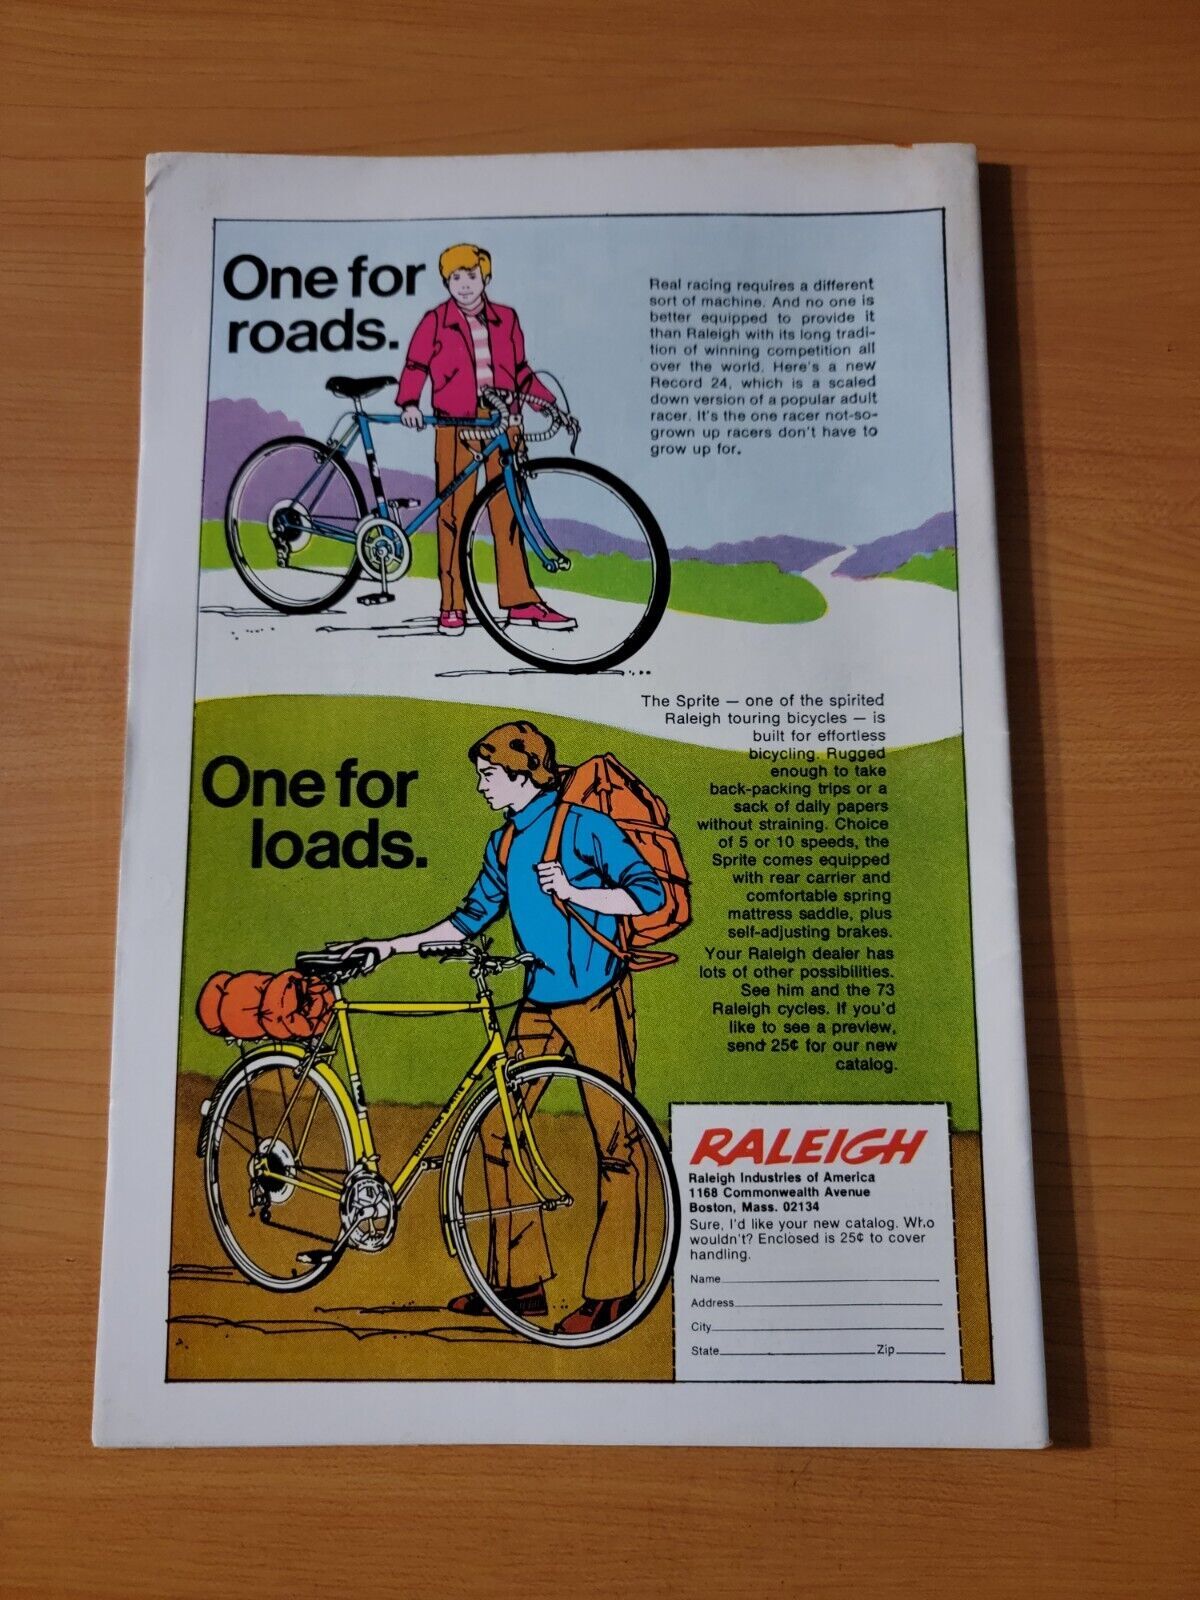 One for
roads.
Real racing requires a different
sort of machine. And no one is
better equipped to provide it
than Raleigh with its long tradi-
tion of winning competition all
over the world. Here's a new
Record 24, which is a scaled
down version of a popular adult
racer. It's the one racer not-so-
grown up racers don't have to
grow up for.
The Sprite — one of the spirited
Raleigh touring bicycles — is
built for effortless
bicycling. Rugged
enough to take
back-packing trips or a
sack of daily papers
without straining. Choice
of 5 or 10 speeds, the
Sprite comes equipped
with rear carrier and
comfortable spring
mattress saddle, plus
self-adjusting brakes.
Your Raleigh dealer has
lots of other possibilities.
See him and the 73
Raleigh cycles. If you'd
like to see a preview,
send 25¢ for our new
catalog.
One for
loads.
RALEIGH
Raleigh Industries of America
1168 Commonwealth Avenue
Boston, Mass. 02134
Sure, I'd like your new catalog. Who
wouldn't? Enclosed is 25¢ to cover
handling.
Name
Address
City
State Zip